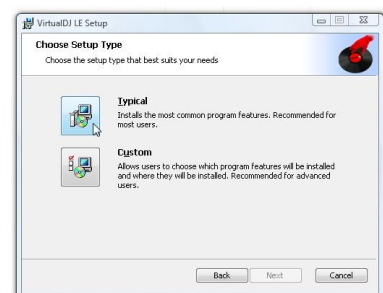 VirtualDJ LE Setup
Choose Setup Type
Choose the setup type that best suits your needs
Typical
Installs the most common program features. Recommended for
most users.
Custom
Allows users to choose which program features will be installed
and where they will be installed. Recommended for advanced
users.
Back Next Cancel